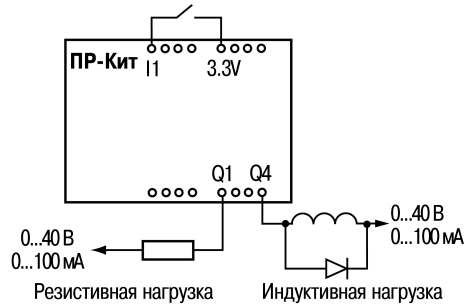 ПР-Кит
I1
3.3V
Q1 Q4
0...40 В
0...100 мА
0...40 В
0...100 мА
Резистивная нагрузка
Индуктивная нагрузка